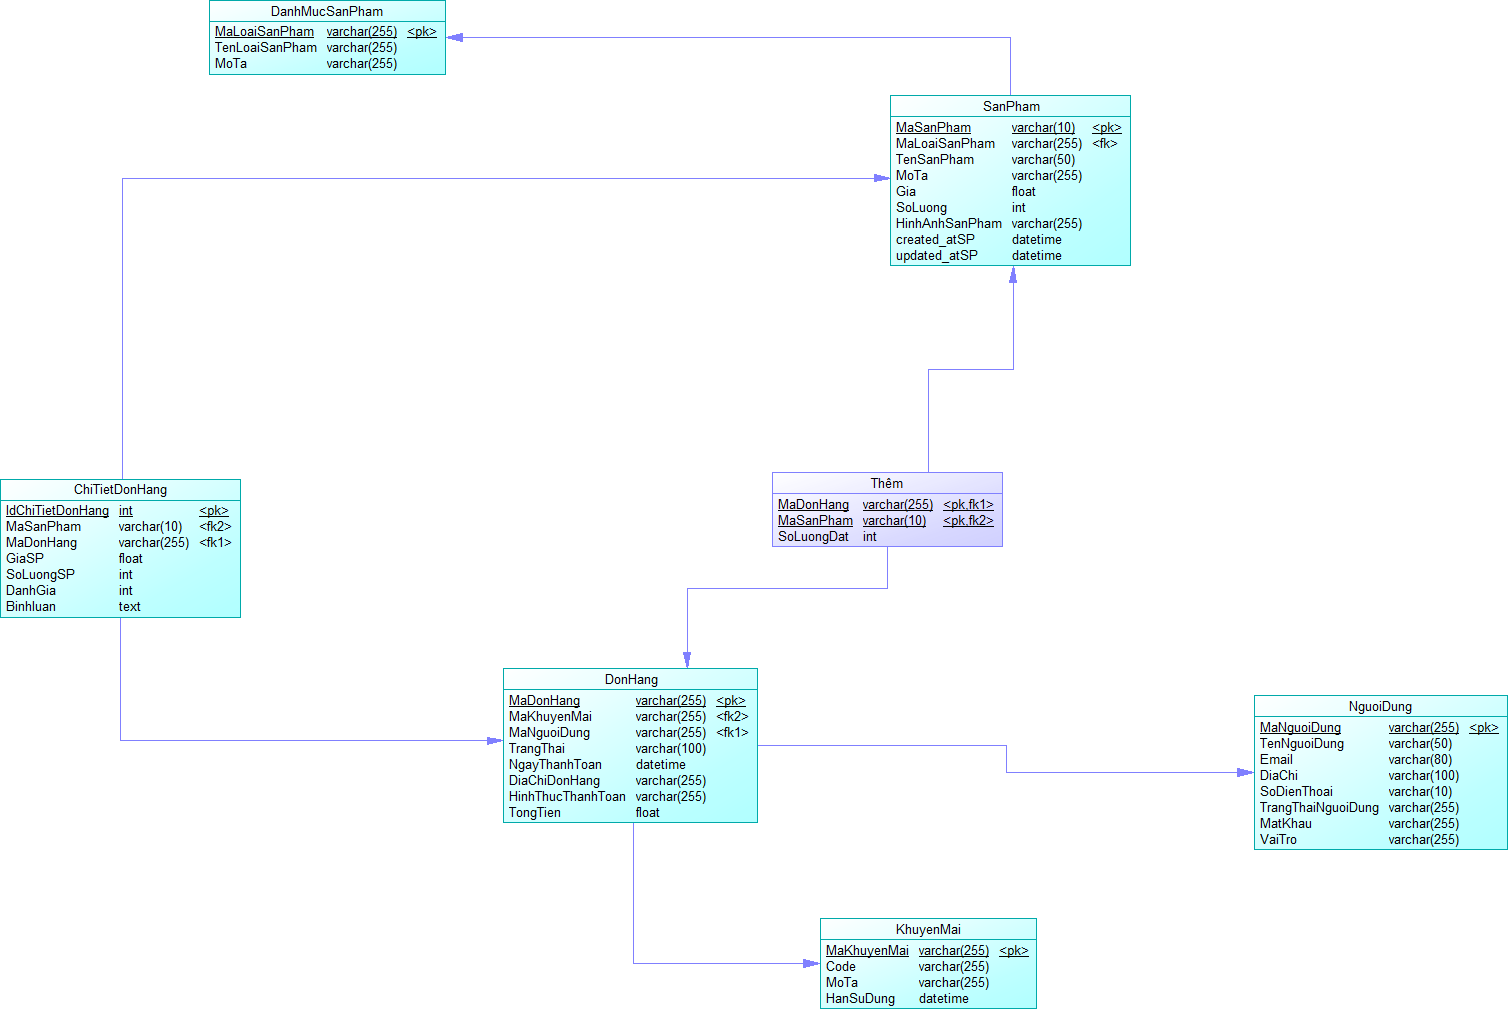 DanhMucSanPham
MaLoaiSanPham varchar(255) <pk>
TenLoaiSanPham varchar(255)
MoTa varchar(255)
SanPham
MaSanPham varchar(10) <pk>
MaLoaiSanPham varchar(255) <fk>
TenSanPham varchar(50)
MoTa varchar(255)
Gia float
SoLuong int
HinhAnhSanPham varchar(255)
created_atSP datetime
updated_atSP datetime
ChiTietDonHang
IdChiTietDonHang int <pk>
MaSanPham varchar(10) <fk2>
MaDonHang varchar(255) <fk1>
GiaSP float
SoLuongSP int
DanhGia int
Binhluan text
Thêm
MaDonHang varchar(255) <pk,fk1>
MaSanPham varchar(10) <pk,fk2>
SoLuongDat int
DonHang
MaDonHang varchar(255) <pk>
MaKhuyenMai varchar(255) <fk2>
MaNguoiDung varchar(255) <fk1>
TrangThai varchar(100)
NgayThanhToan datetime
DiaChiDonHang varchar(255)
HinhThucThanhToan varchar(255)
TongTien float
NguoiDung
MaNguoiDung varchar(255) <pk>
TenNguoiDung varchar(50)
Email varchar(80)
DiaChi varchar(100)
SoDienThoai varchar(10)
TrangThaiNguoiDung varchar(255)
MatKhau varchar(255)
VaiTro varchar(255)
KhuyenMai
MaKhuyenMai varchar(255) <pk>
Code varchar(255)
MoTa varchar(255)
HanSuDung datetime